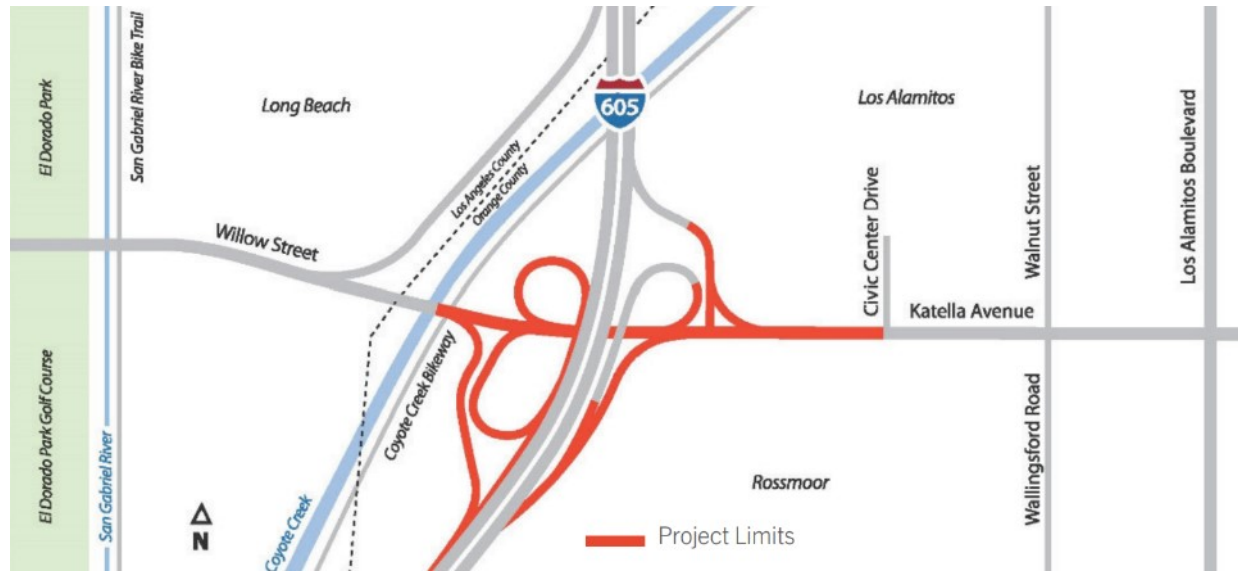 El Dorado Park
San Gabriel River Bike Trail
Long Beach
605
Los Alamitos
Los Angeles County
Orange County
Willow Street
Civic Center Drive
Walnut Street
Los Alamitos Boulevard
Katella Avenue
El Dorado Park Golf Course
San Gabriel River
Coyote Creek Bikeway
Coyote Creek
Wallingsford Road
Rossmoor
N
Project Limits